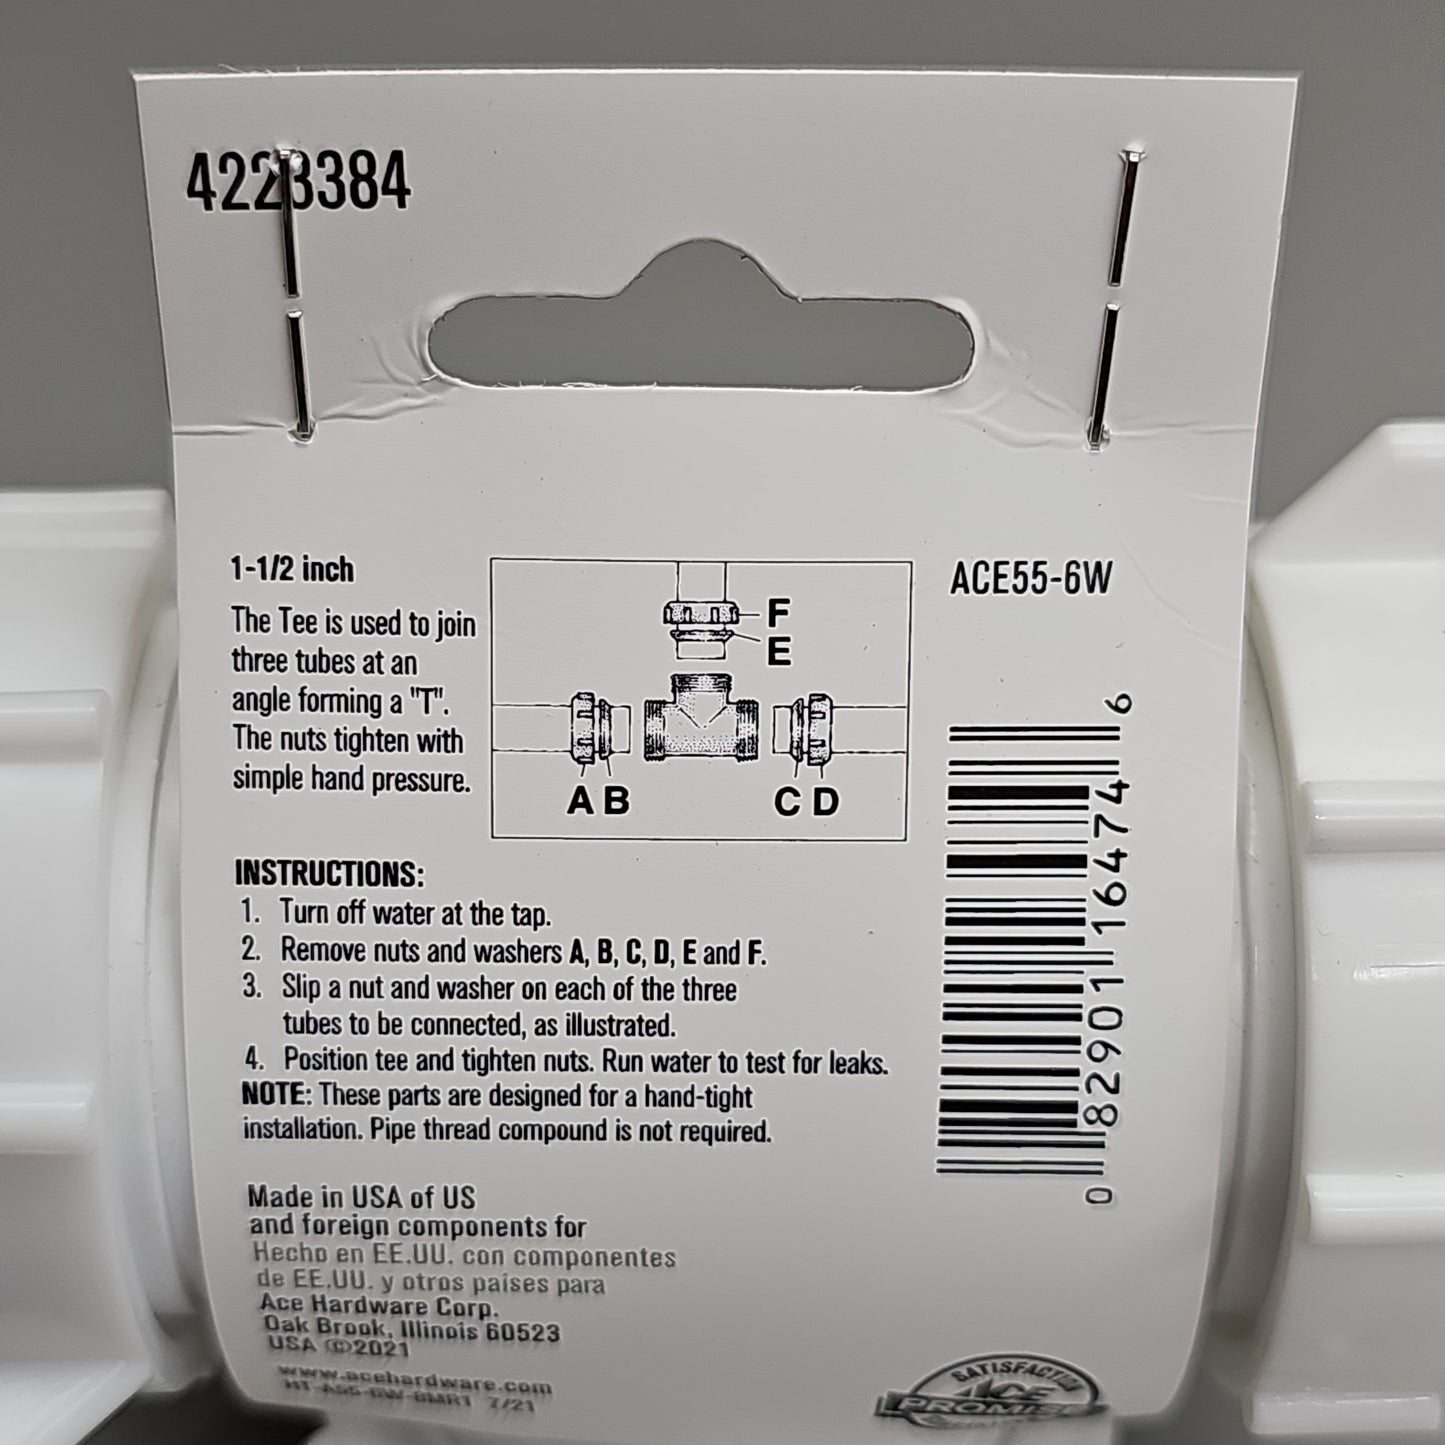 4223384
1-1/2 inch
The Tee is used to join
three tubes at an
angle forming a "T".
The nuts tighten with
simple hand pressure.
F
E
A B
C D
ACE55-6W
0 82901 16474 6
INSTRUCTIONS:
1. Turn off water at the tap.
2. Remove nuts and washers A, B, C, D, E and F.
3. Slip a nut and washer on each of the three
tubes to be connected, as illustrated.
4. Position tee and tighten nuts. Run water to test for leaks.
NOTE: These parts are designed for a hand-tight
installation. Pipe thread compound is not required.
Made in USA of US
and foreign components for
Hecho en EE.UU. con componentes
de EE.UU. y otros países para
Ace Hardware Corp.
Oak Brook, Illinois 60523
USA ©2021
www.acehardware.com
7/21
SATISFACTION
ACE
PROMISE